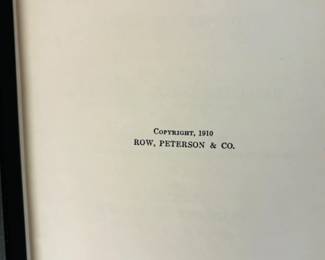 Copyright, 1910
ROW, PETERSON & CO.